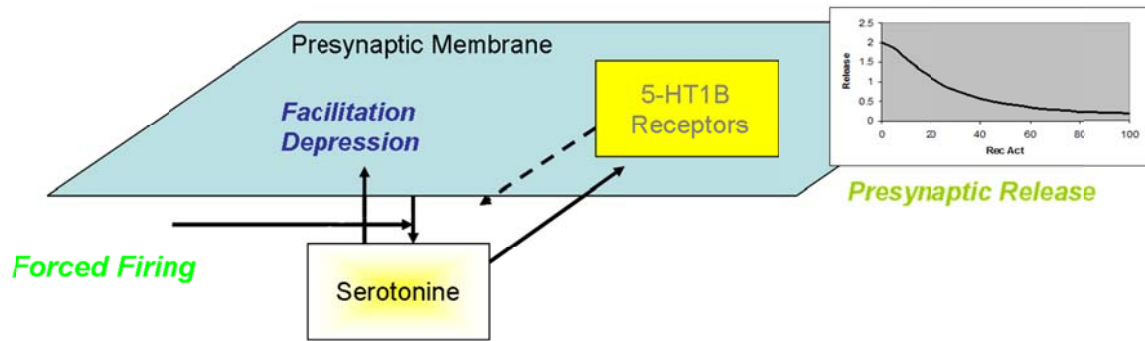 Presynaptic Membrane
Facilitation
Depression
5-HT1B
Receptors
Release
2.5
2
1.5
1
0.5
0
0 20 40 60 80 100
Rec Act
Presynaptic Release
Forced Firing
Serotonine